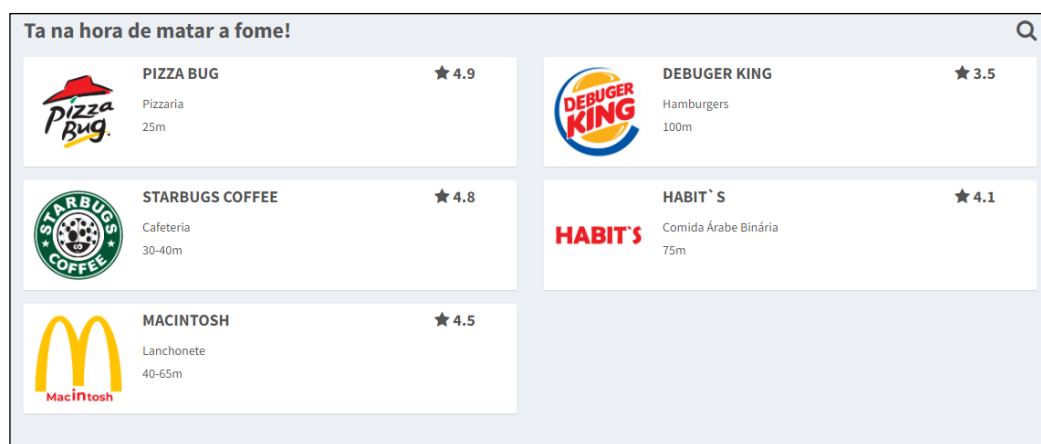 Ta na hora de matar a fome!
Pizza
Bug.
PIZZA BUG
4.9
Pizzaria
25m
DEBUGER
KING
DEBUGER KING
3.5
Hamburgers
100m
STARBUGS
COFFEE
STARBUGS COFFEE
4.8
Cafeteria
30-40m
HABIT`S
HABIT`S
4.1
Comida Árabe Binária
75m
Macintosh
MACINTOSH
4.5
Lanchonete
40-65m